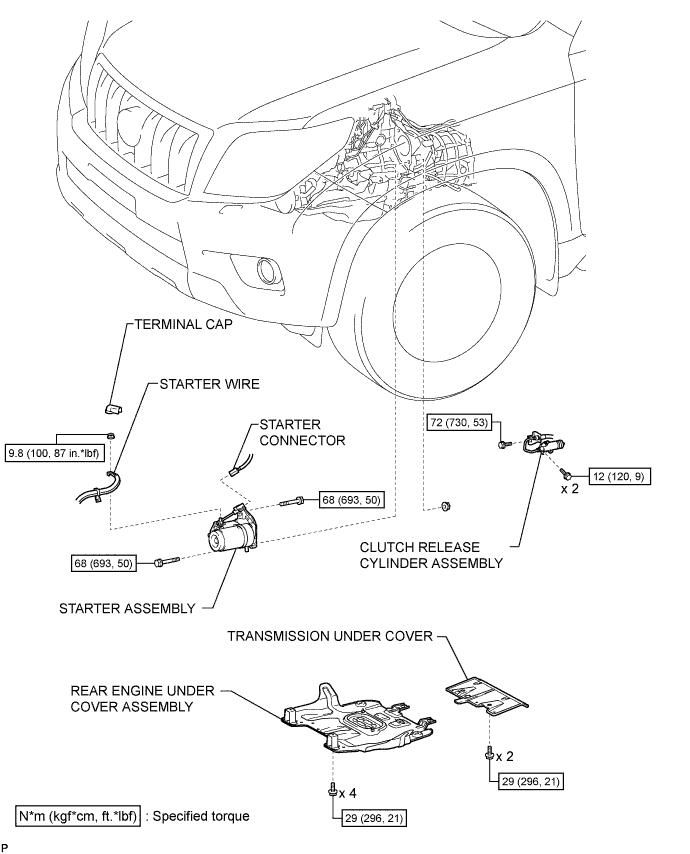 TERMINAL CAP
STARTER WIRE
9.8 (100, 87 in.*lbf)
STARTER
CONNECTOR
72 (730, 53)
12 (120, 9)
x 2
68 (693, 50)
CLUTCH RELEASE
CYLINDER ASSEMBLY
68 (693, 50)
STARTER ASSEMBLY
TRANSMISSION UNDER COVER
REAR ENGINE UNDER
COVER ASSEMBLY
x 2
29 (296, 21)
x 4
29 (296, 21)
N*m (kgf*cm, ft.*lbf) : Specified torque
P